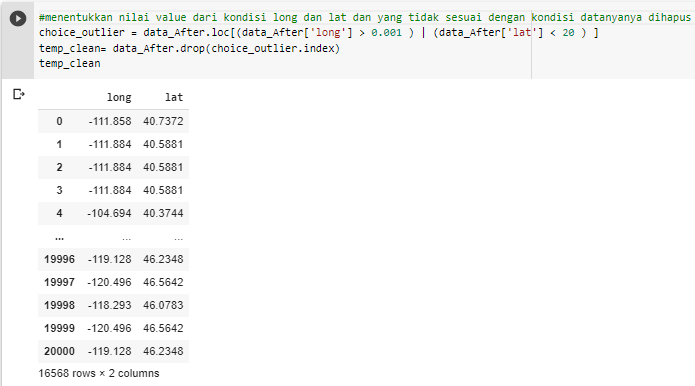 #menentukkan nilai value dari kondisi long dan lat dan yang tidak sesuai dengan kondisi datanyanya dihapus
choice_outlier = data_After.loc[(data_After['long'] > 0.001 ) | (data_After['lat'] < 20 ) ]
temp_clean= data_After.drop(choice_outlier.index)
temp_clean
long lat
0 -111.858 40.7372
1 -111.884 40.5881
2 -111.884 40.5881
3 -111.884 40.5881
4 -104.694 40.3744
... ... ...
19996 -119.128 46.2348
19997 -120.496 46.5642
19998 -118.293 46.0783
19999 -120.496 46.5642
20000 -119.128 46.2348
16568 rows × 2 columns